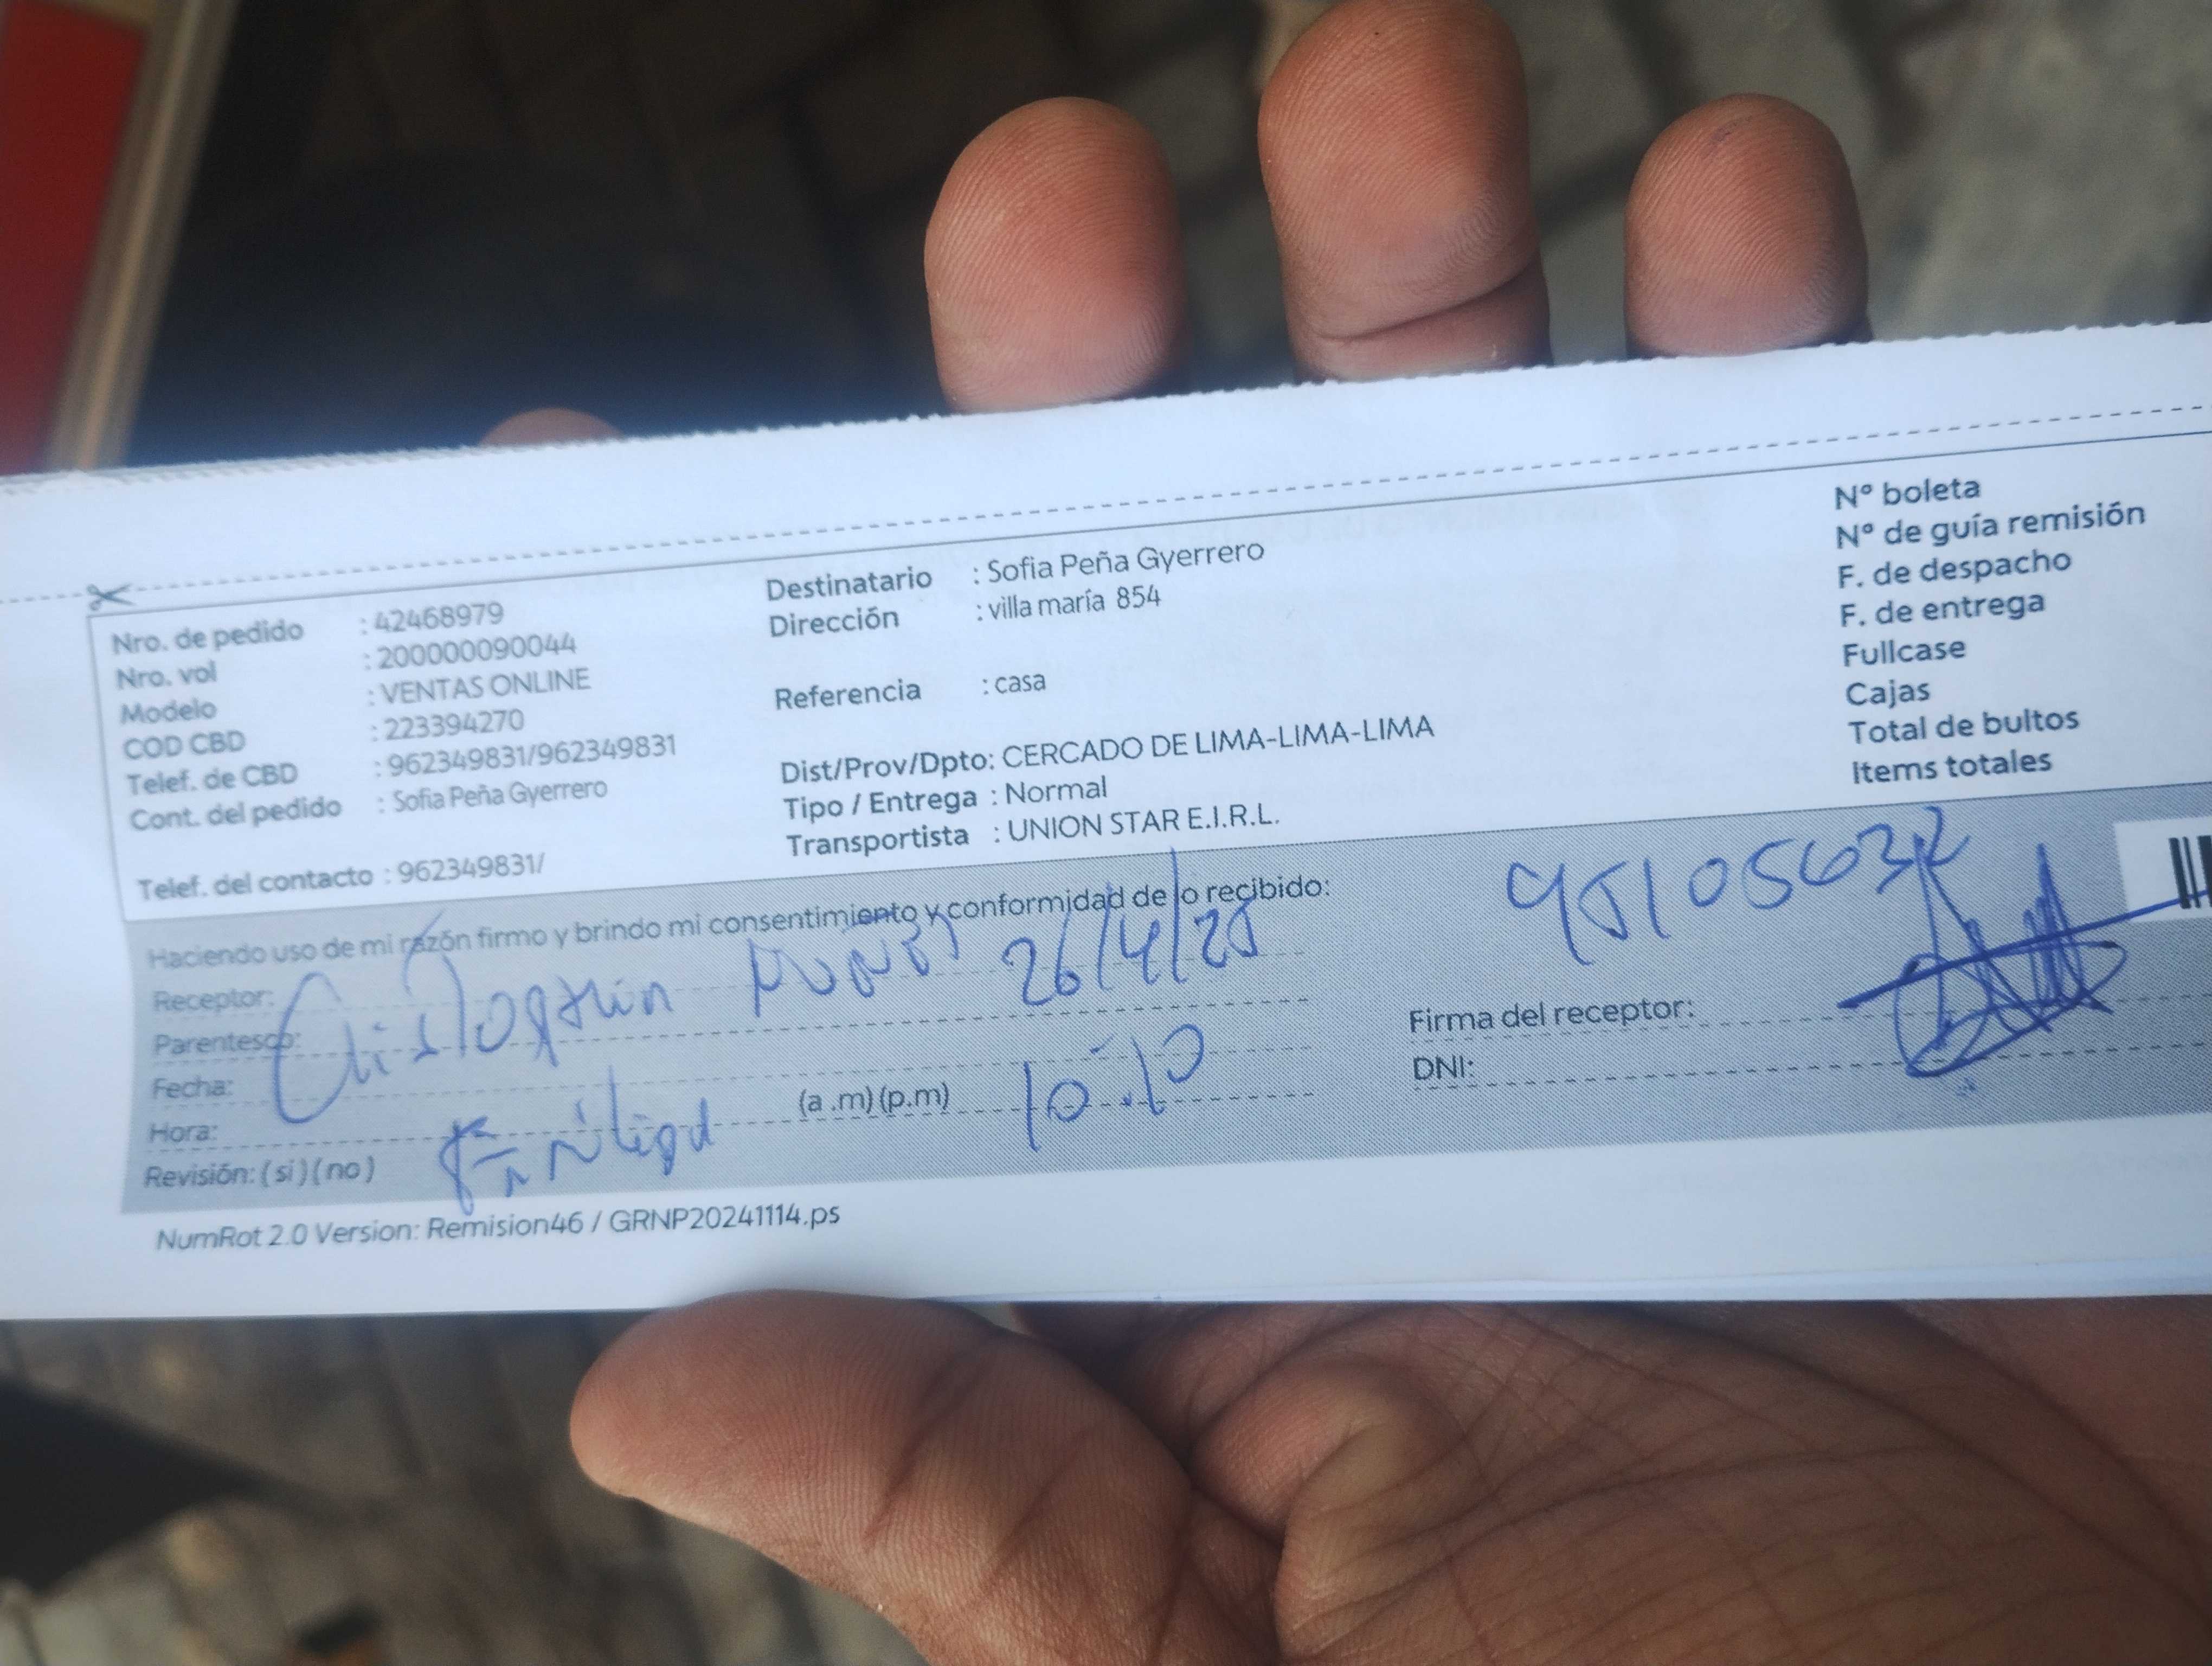 Nro. de pedido : 42468979
Nro. vol : 200000090044
Modelo : VENTAS ONLINE
COD CBD : 223394270
Telef. de CBD : 962349831/962349831
Cont. del pedido : Sofia Peña Gyerrero
Telef. del contacto : 962349831/
Destinatario : Sofia Peña Gyerrero
Dirección : villa maría 854
Referencia : casa
Dist/Prov/Dpto: CERCADO DE LIMA-LIMA-LIMA
Tipo / Entrega : Normal
Transportista : UNION STAR E.I.R.L.
Nº boleta
Nº de guía remisión
F. de despacho
F. de entrega
Fullcase
Cajas
Total de bultos
Items totales
Haciendo uso de mi razón firmo y brindo mi consentimiento y conformidad de lo recibido:
Receptor:
Parentesco:
Fecha: 26/4/25
Hora: (a .m) (p.m) 10:10
Revisión: ( si ) ( no )
Firma del receptor:
DNI:
NumRot 2.0 Version: Remision46 / GRNP20241114.ps